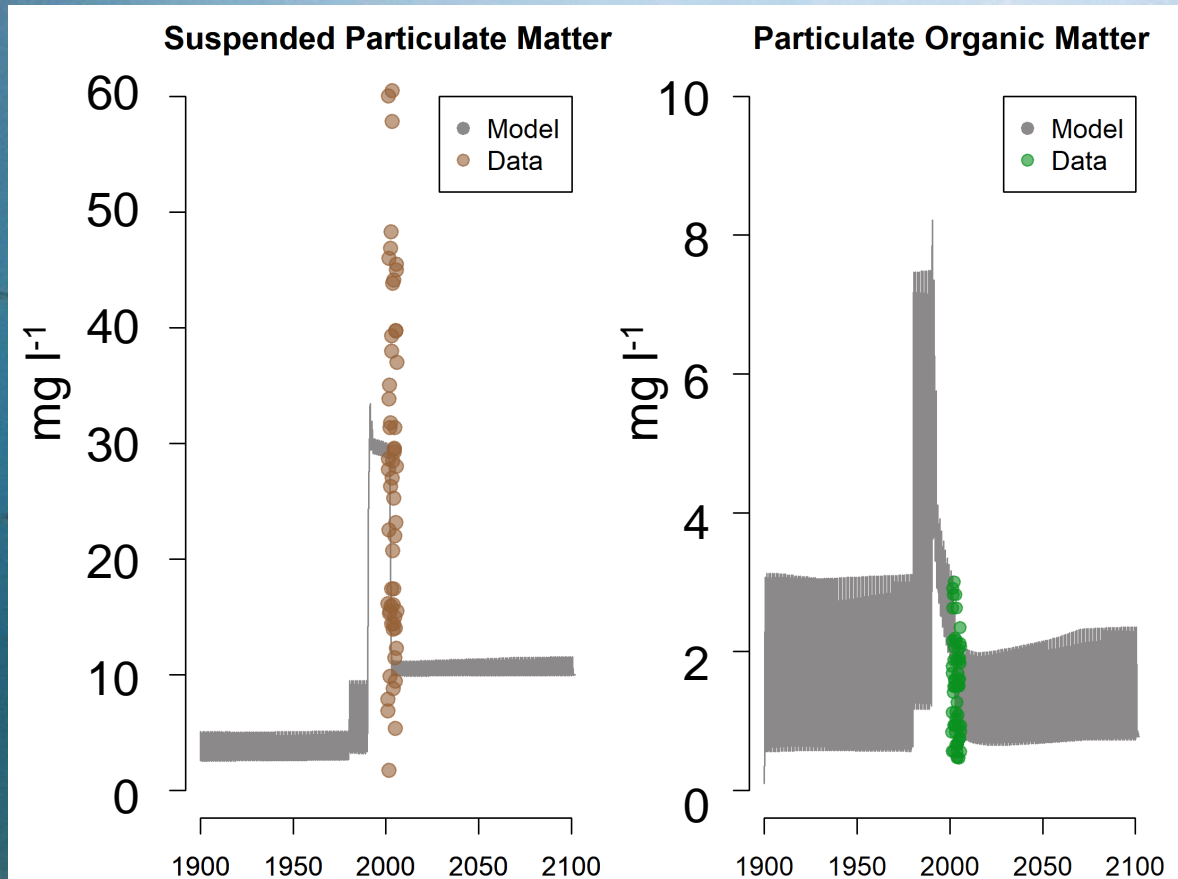 Suspended Particulate Matter
60
50
40
30
20
10
0
mg l-1
Model
Data
1900 1950 2000 2050 2100
Particulate Organic Matter
10
8
6
4
2
0
mg l-1
Model
Data
1900 1950 2000 2050 2100